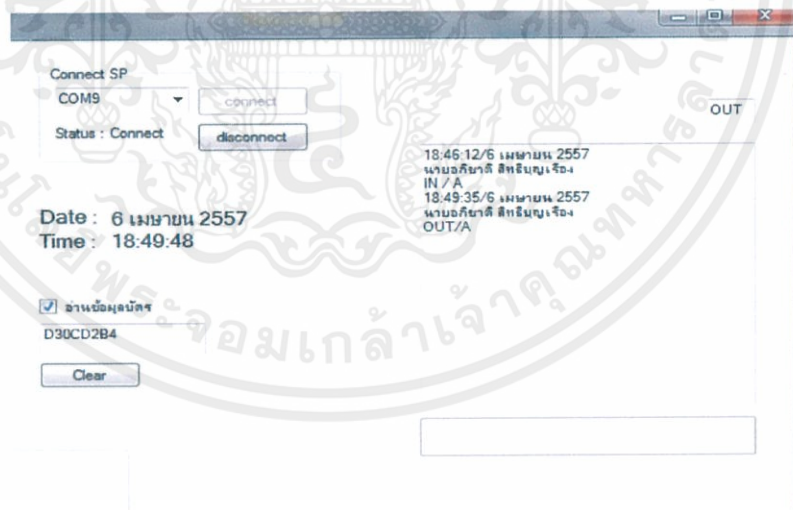 Connect SP
COM9
connect
Status : Connect
disconnect
OUT
18:46:12/6 เมษายน 2557
นายอภิชาติ สิทธิบุญเรือง
IN / A
18:49:35/6 เมษายน 2557
นายอภิชาติ สิทธิบุญเรือง
OUT/A
Date : 6 เมษายน 2557
Time : 18:49:48
อ่านข้อมูลบัตร
D30CD2B4
Clear